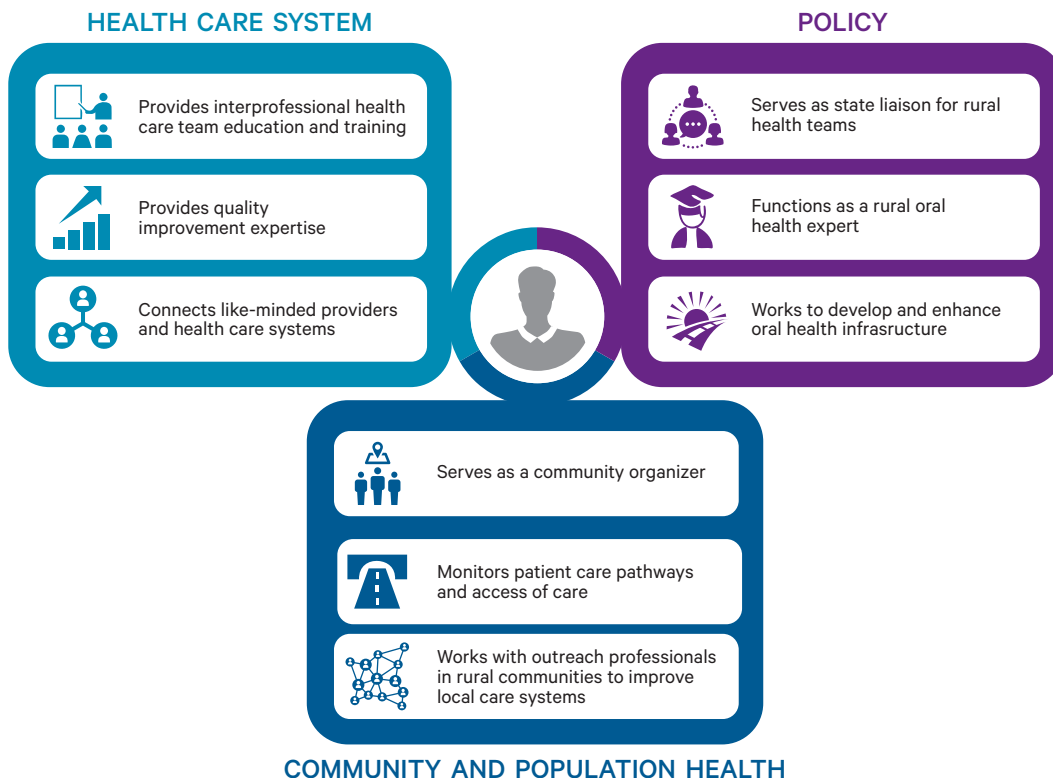 HEALTH CARE SYSTEM
Provides interprofessional health
care team education and training
Provides quality
improvement expertise
Connects like-minded providers
and health care systems
POLICY
Serves as state liaison for rural
health teams
Functions as a rural oral
health expert
Works to develop and enhance
oral health infrasructure
Serves as a community organizer
Monitors patient care pathways
and access of care
Works with outreach professionals
in rural communities to improve
local care systems
COMMUNITY AND POPULATION HEALTH